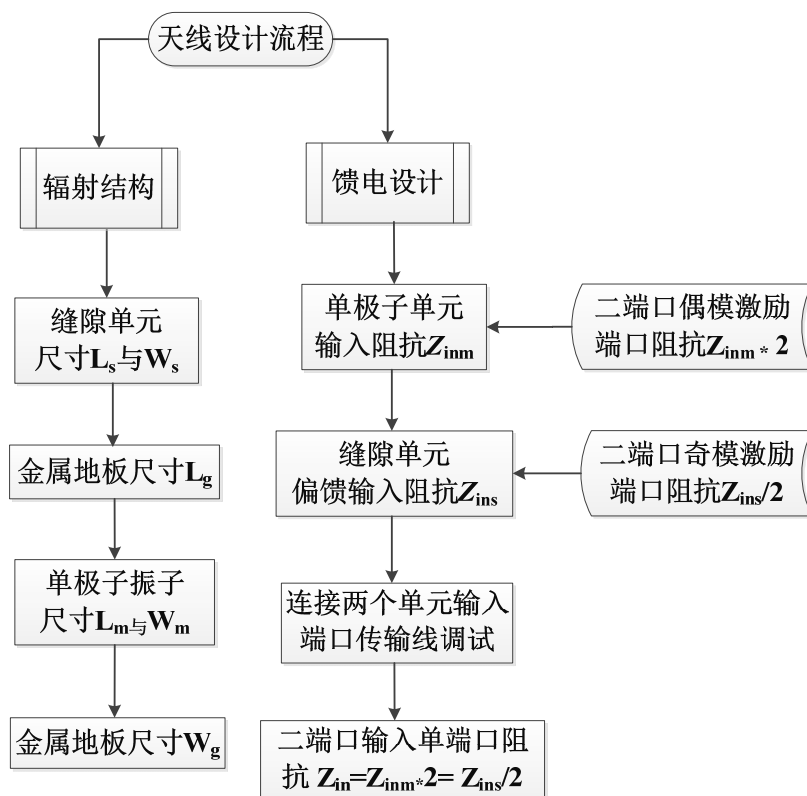 天线设计流程
辐射结构
缝隙单元
尺寸Ls与Ws
金属地板尺寸Lg
单极子振子
尺寸Lm与Wm
金属地板尺寸Wg
馈电设计
单极子单元
输入阻抗Zinm
二端口偶模激励
端口阻抗Zinm * 2
缝隙单元
偏馈输入阻抗Zins
二端口奇模激励
端口阻抗Zins/2
连接两个单元输入
端口传输线调试
二端口输入单端口阻
抗 Zin=Zinm*2= Zins/2